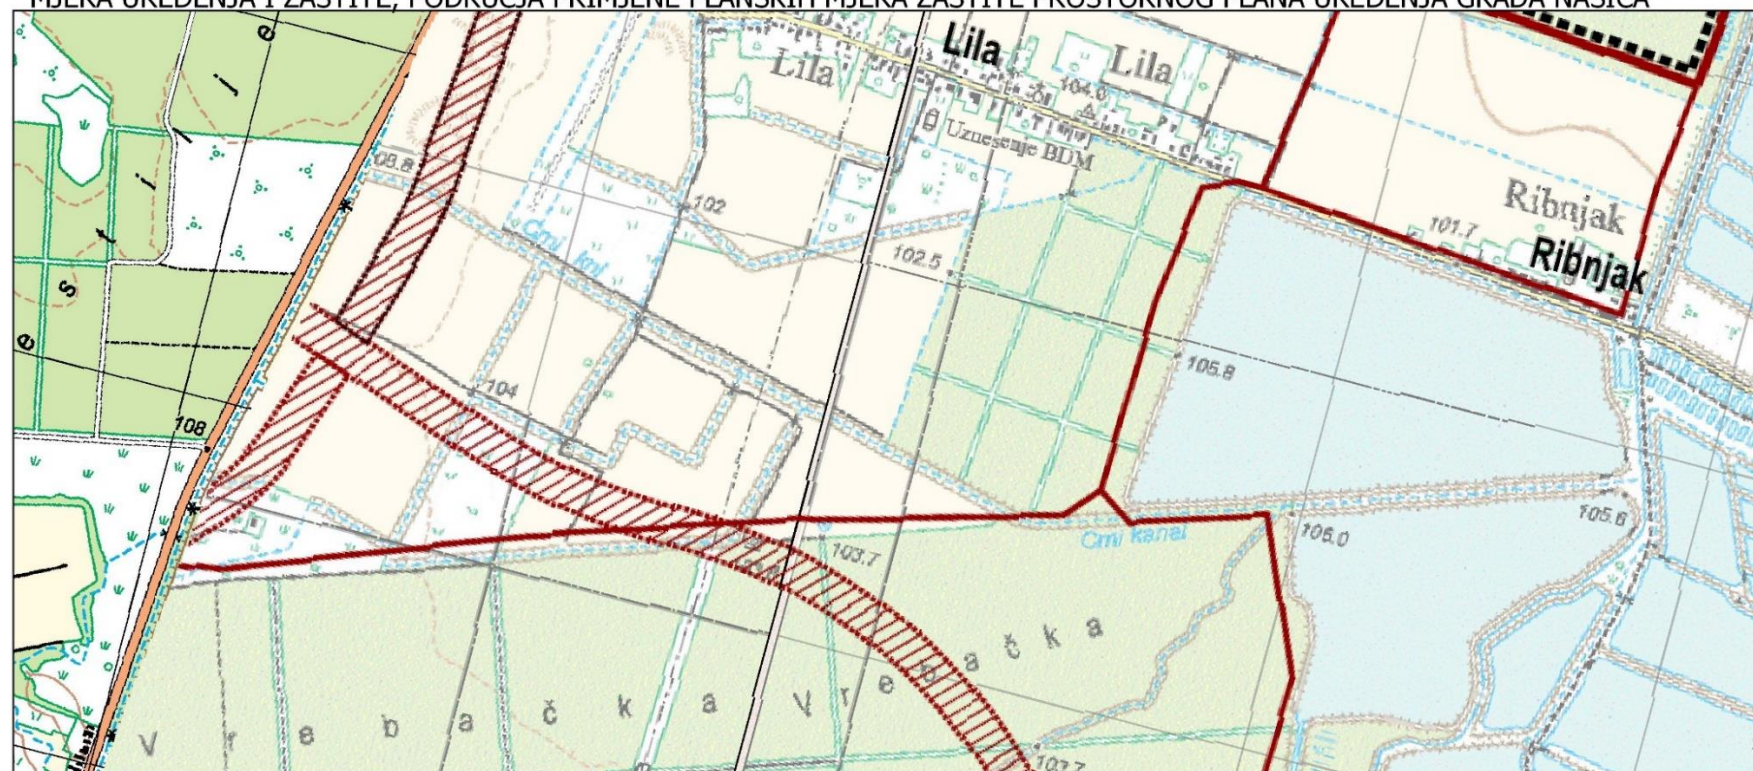 MJERA UREĐENJA I ZAŠTITE, PODRUČJA PRIMJENE PLANSKIH MJERA ZAŠTITE PROSTORNOG PLANA UREĐENJA GRADA NAŠICA
Lila
Lila
Lila
104.0
Uznesenje BDM
Ribnjak
101.7
Ribnjak
102
102.5
Crni
105.8
104
108
105.6
106.0
Crni kanal
103.7
V r e b a č k a
V r e b a č k a
103.7
e s t i j i e